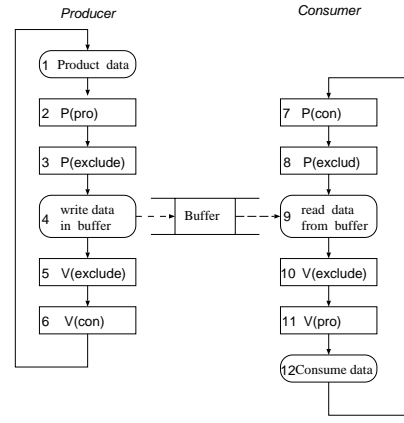 Producer
1 Product data
2 P(pro)
3 P(exclude)
4 write data
in buffer
5 V(exclude)
6 V(con)
Buffer
Consumer
7 P(con)
8 P(exclud)
9 read data
from buffer
10 V(exclude)
11 V(pro)
12 Consume data